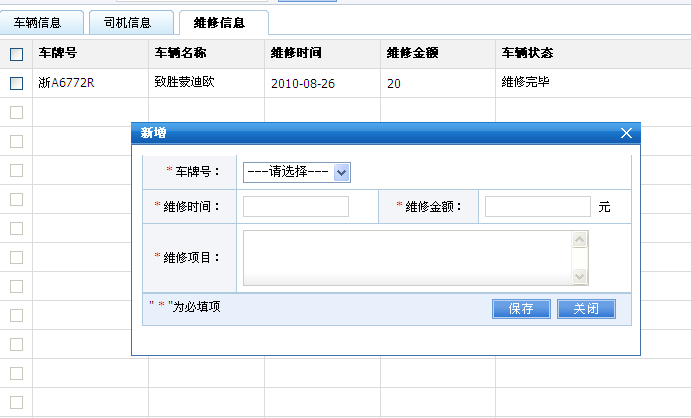 车辆信息 司机信息 维修信息
车牌号 车辆名称 维修时间 维修金额 车辆状态
浙A6772R 致胜蒙迪欧 2010-08-26 20 维修完毕
新增
* 车牌号： ---请选择---
* 维修时间： * 维修金额： 元
* 维修项目：
" * "为必填项 保存 关闭